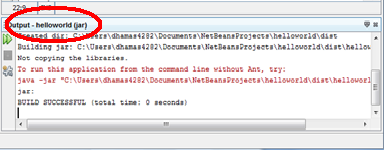 22:9
Output - helloworld (jar)
Created dir: C:\Users\dhamas4282\Documents\NetBeansProjects\helloworld\dist
Building jar: C:\Users\dhamas4282\Documents\NetBeansProjects\helloworld\dist\hellow
Not copying the libraries.
To run this application from the command line without Ant, try:
java -jar "C:\Users\dhamas4282\Documents\NetBeansProjects\helloworld\dist\hellowor
jar:
BUILD SUCCESSFUL (total time: 0 seconds)